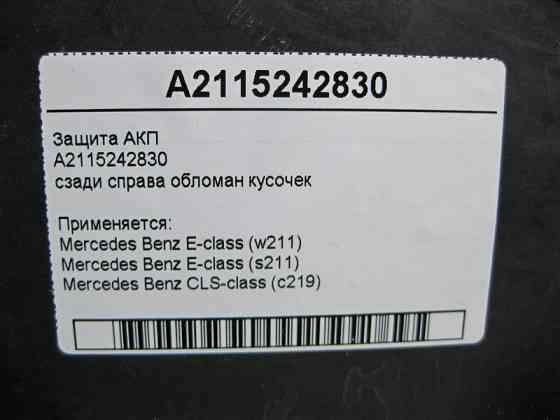 A2115242830
Защита АКП
A2115242830
сзади справа обломан кусочек
Применяется:
Mercedes Benz E-class (w211)
Mercedes Benz E-class (s211)
Mercedes Benz CLS-class (c219)